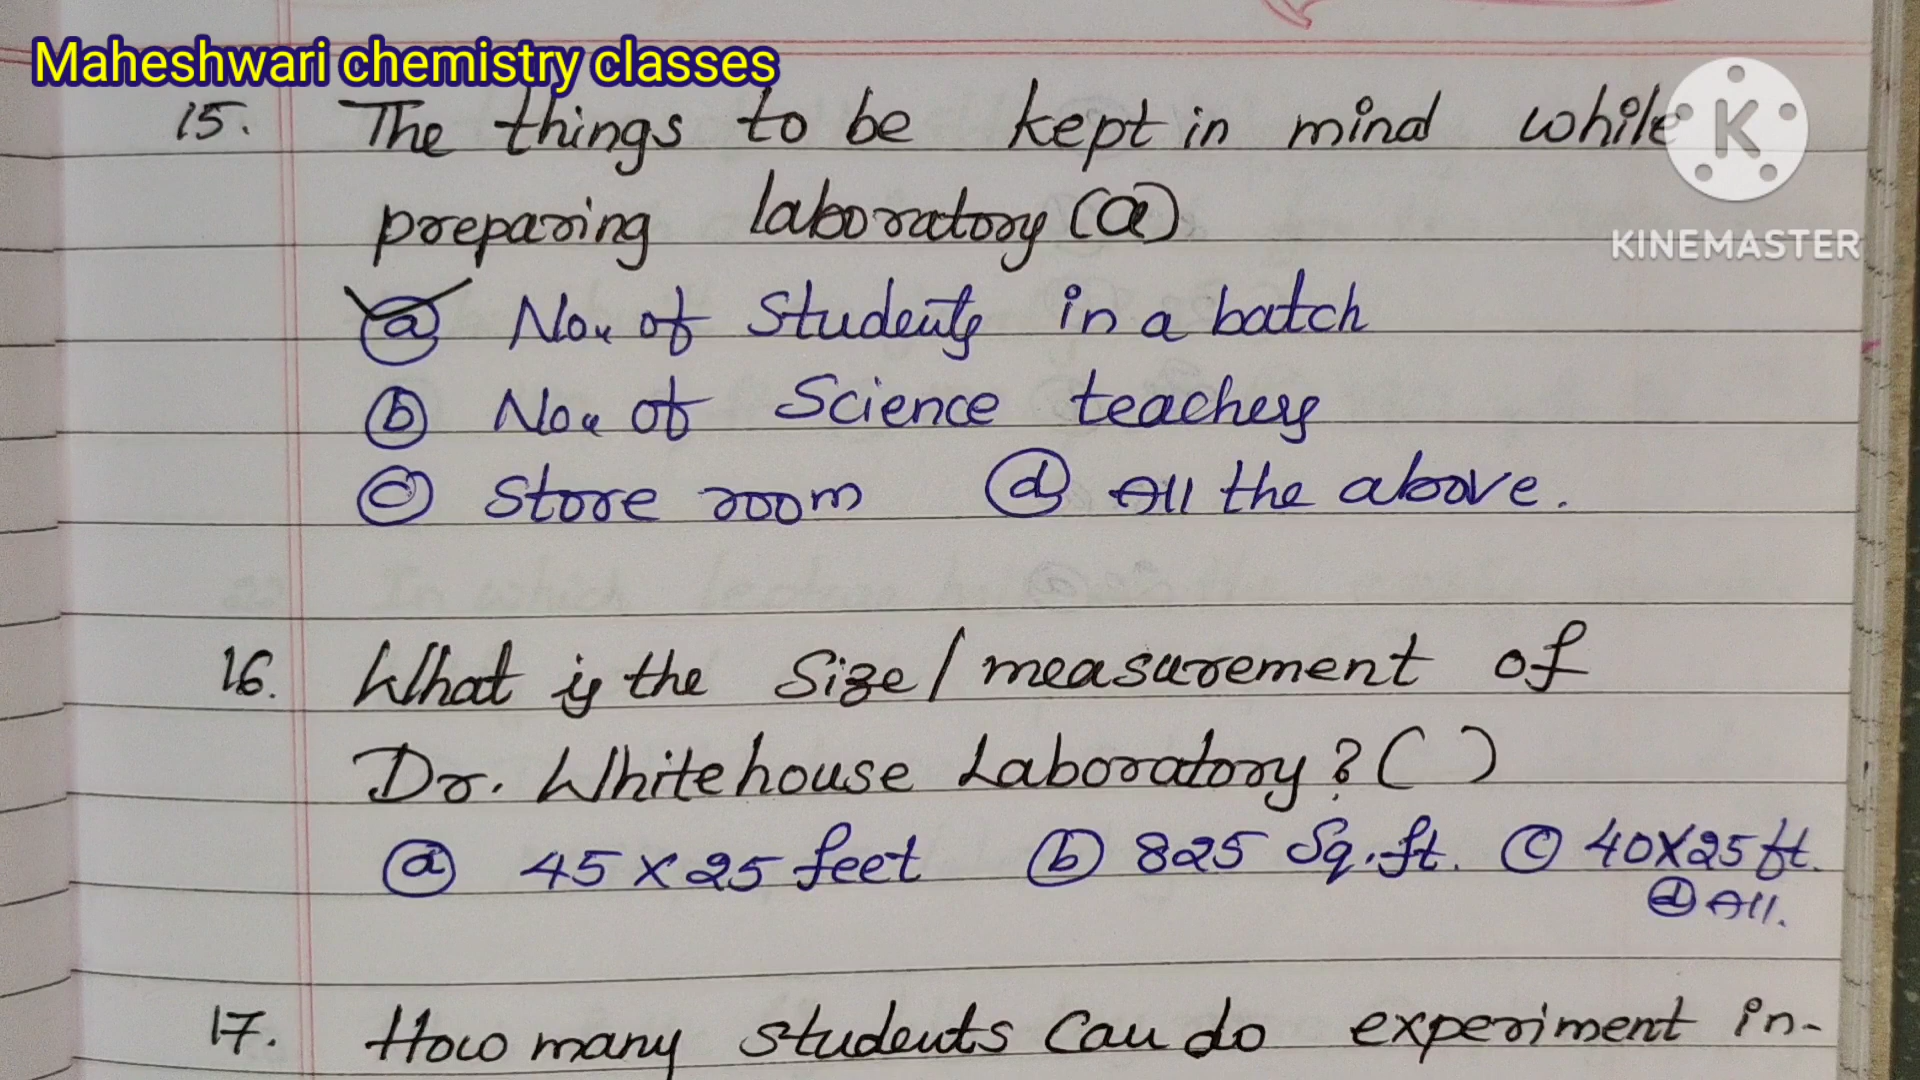 Maheshwari chemistry classes
15. The things to be kept in mind while
K
KINEMASTER
preparing laboratory (a)
(a) No. of students in a batch
(b) No. of Science teachers
(c) Store room (d) All the above.
16. What is the Size/measurement of
Dr. Whitehouse Laboratory? ( )
(a) 45 x 25 feet (b) 825 Sq.ft. (c) 40X25 ft.
(d) All.
17. How many students can do experiment in-